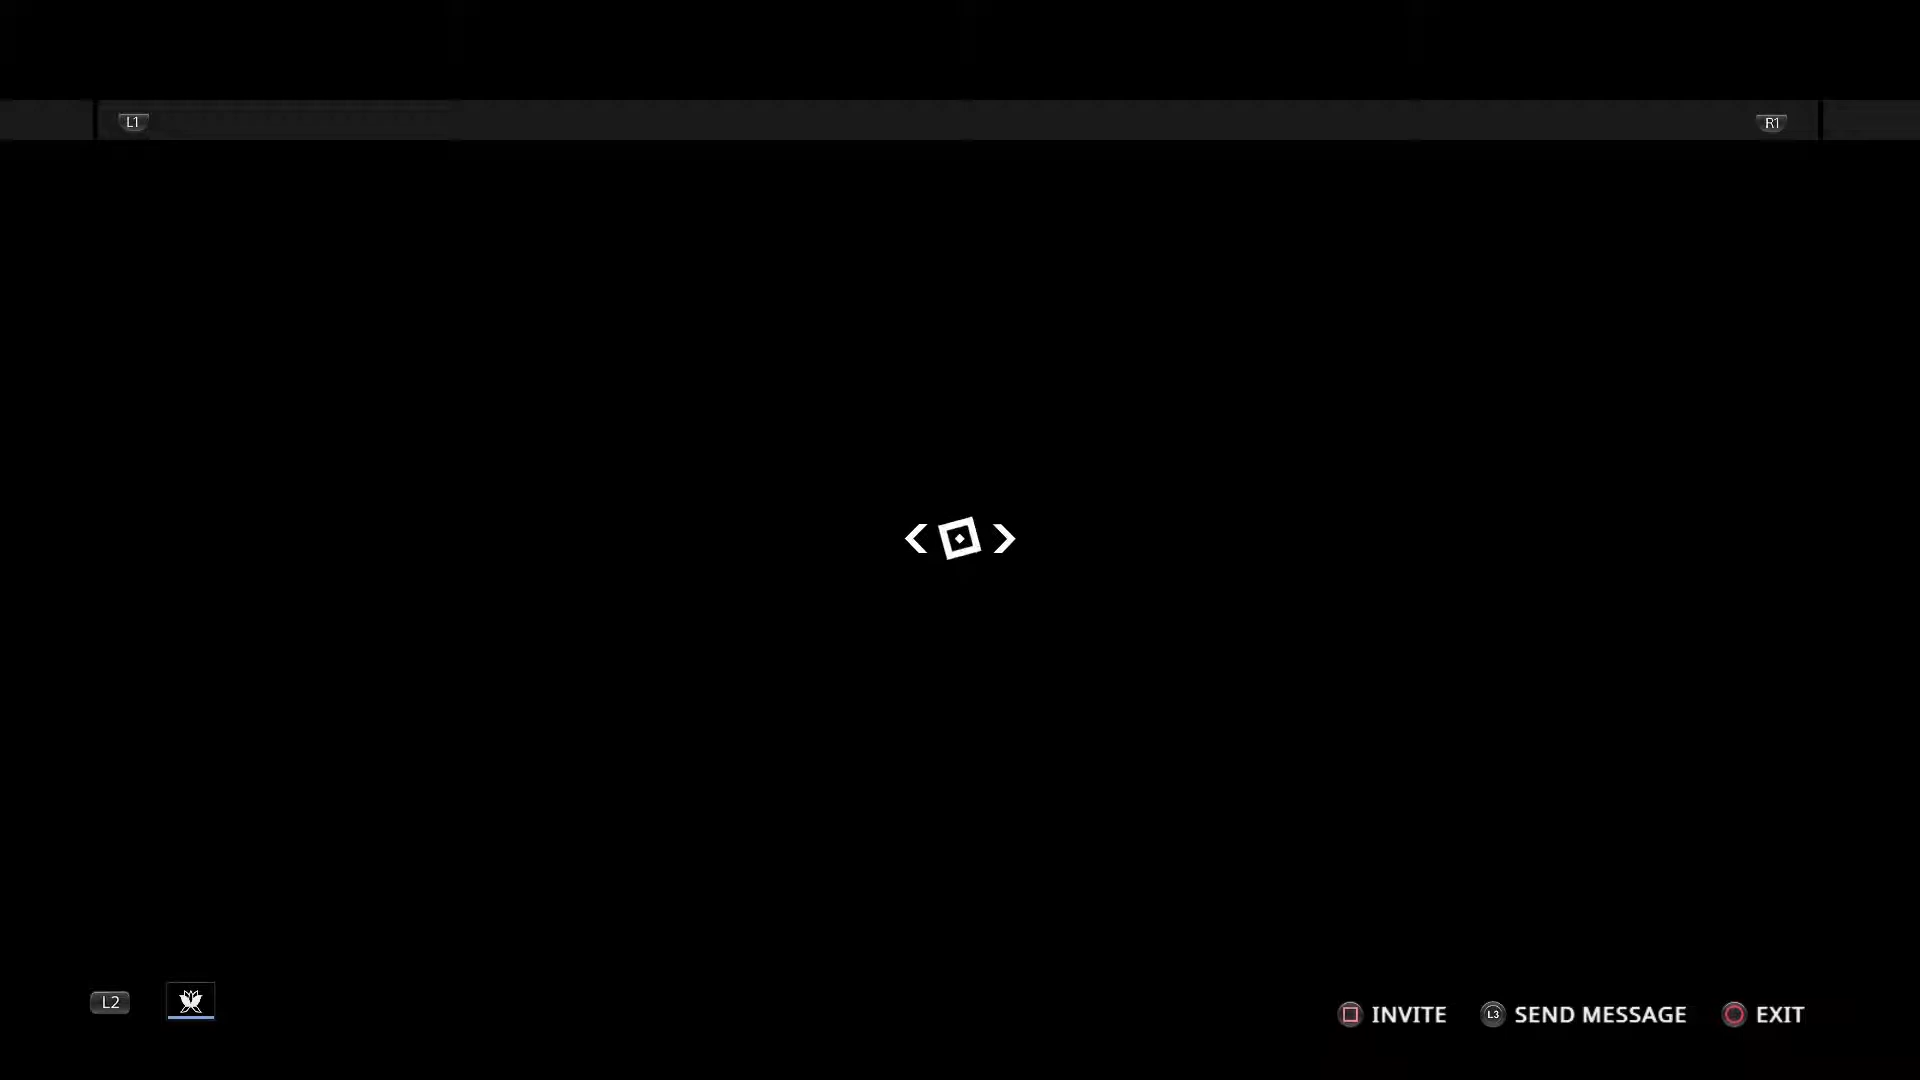 L1
R1
L2
INVITE
L3 SEND MESSAGE
EXIT